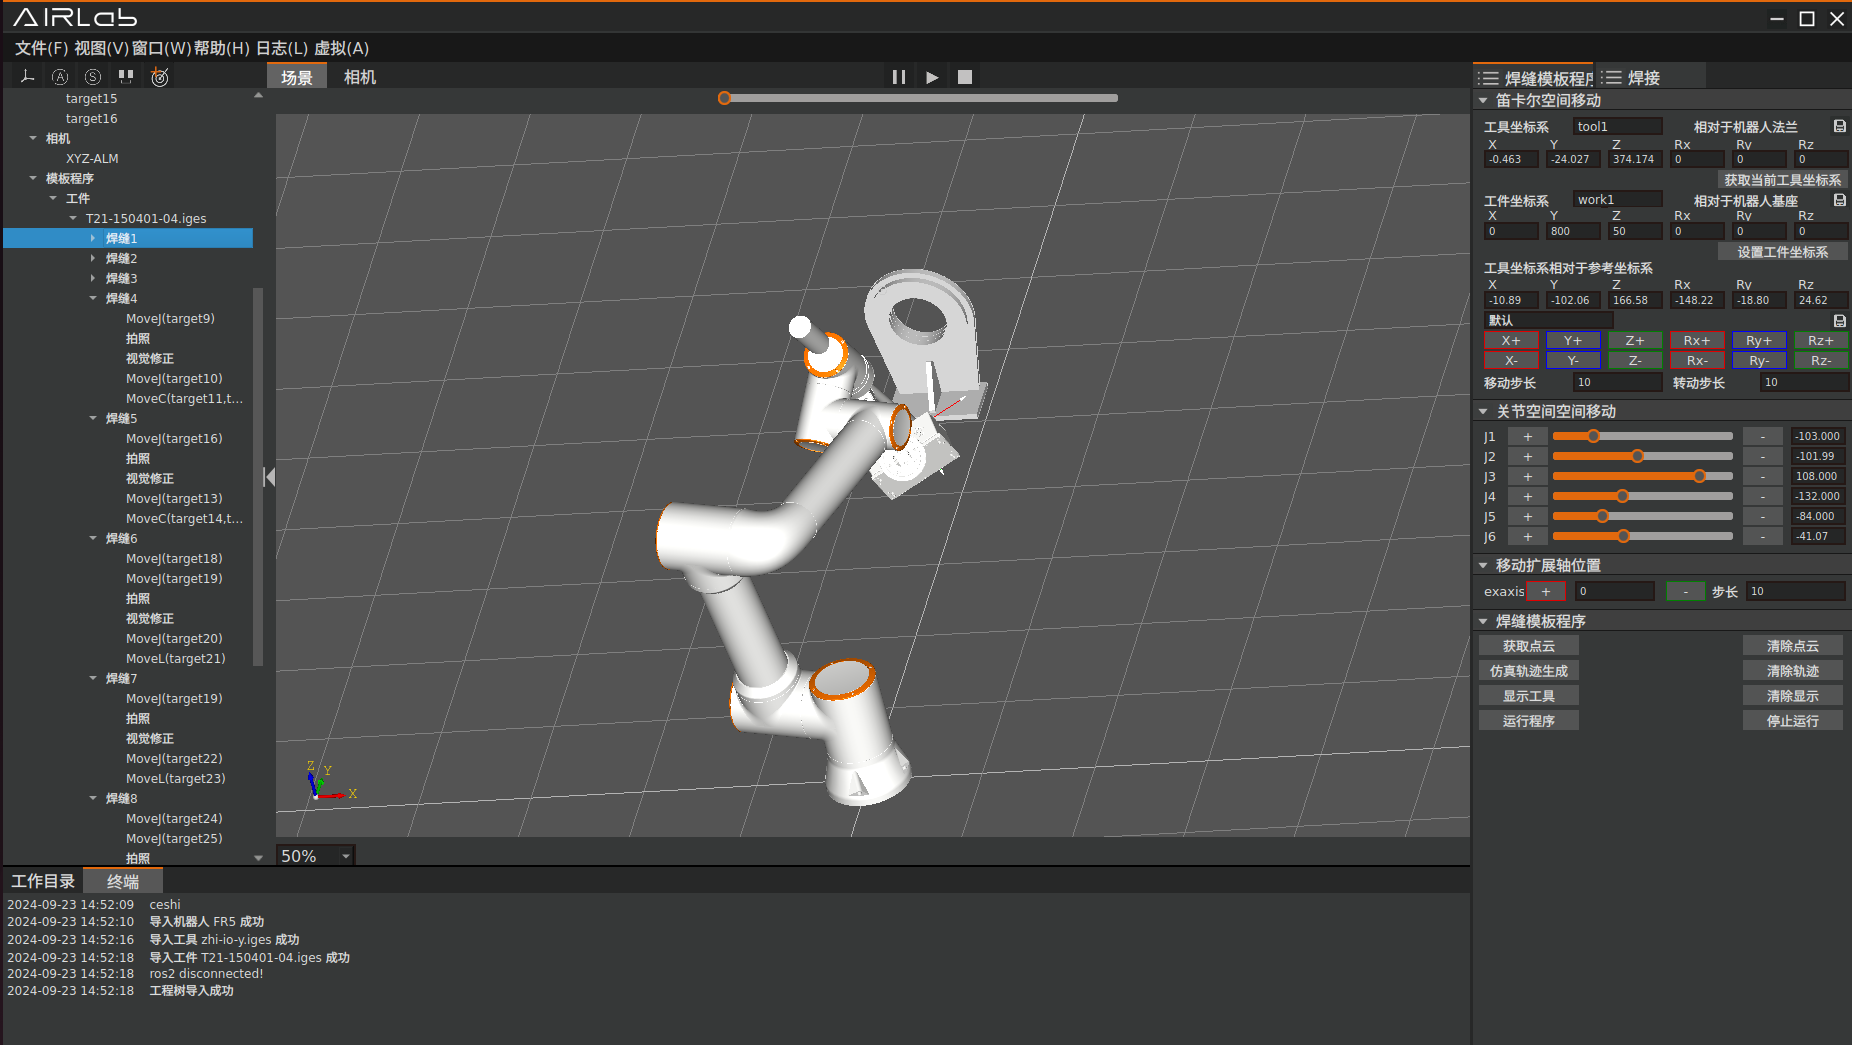 AIRLab
文件(F) 视图(V) 窗口(W) 帮助(H) 日志(L) 虚拟(A)
A S
场景 相机
target15
target16
相机
XYZ-ALM
模板程序
工件
T21-150401-04.iges
焊缝1
焊缝2
焊缝3
焊缝4
MoveJ(target9)
拍照
视觉修正
MoveJ(target10)
MoveC(target11,t...
焊缝5
MoveJ(target16)
拍照
视觉修正
MoveJ(target13)
MoveC(target14,t...
焊缝6
MoveJ(target18)
MoveJ(target19)
拍照
视觉修正
MoveJ(target20)
MoveL(target21)
焊缝7
MoveJ(target19)
拍照
视觉修正
MoveJ(target22)
MoveL(target23)
焊缝8
MoveJ(target24)
MoveJ(target25)
拍照
Z Y X
50%
工作目录 终端
2024-09-23 14:52:09 ceshi
2024-09-23 14:52:10 导入机器人 FR5 成功
2024-09-23 14:52:16 导入工具 zhi-io-y.iges 成功
2024-09-23 14:52:18 导入工件 T21-150401-04.iges 成功
2024-09-23 14:52:18 ros2 disconnected!
2024-09-23 14:52:18 工程树导入成功
焊缝模板程序 焊接
笛卡尔空间移动
工具坐标系 tool1 相对于机器人法兰
X Y Z Rx Ry Rz
-0.463 -24.027 374.174 0 0 0
获取当前工具坐标系
工件坐标系 work1 相对于机器人基座
X Y Z Rx Ry Rz
0 800 50 0 0 0
设置工件坐标系
工具坐标系相对于参考坐标系
X Y Z Rx Ry Rz
-10.89 -102.06 166.58 -148.22 -18.80 24.62
默认
X+ Y+ Z+ Rx+ Ry+ Rz+
X- Y- Z- Rx- Ry- Rz-
移动步长 10 转动步长 10
关节空间空间移动
J1 + - -103.000
J2 + - -101.99
J3 + - 108.000
J4 + - -132.000
J5 + - -84.000
J6 + - -41.07
移动扩展轴位置
exaxis + 0 - 步长 10
焊缝模板程序
获取点云 清除点云
仿真轨迹生成 清除轨迹
显示工具 清除显示
运行程序 停止运行